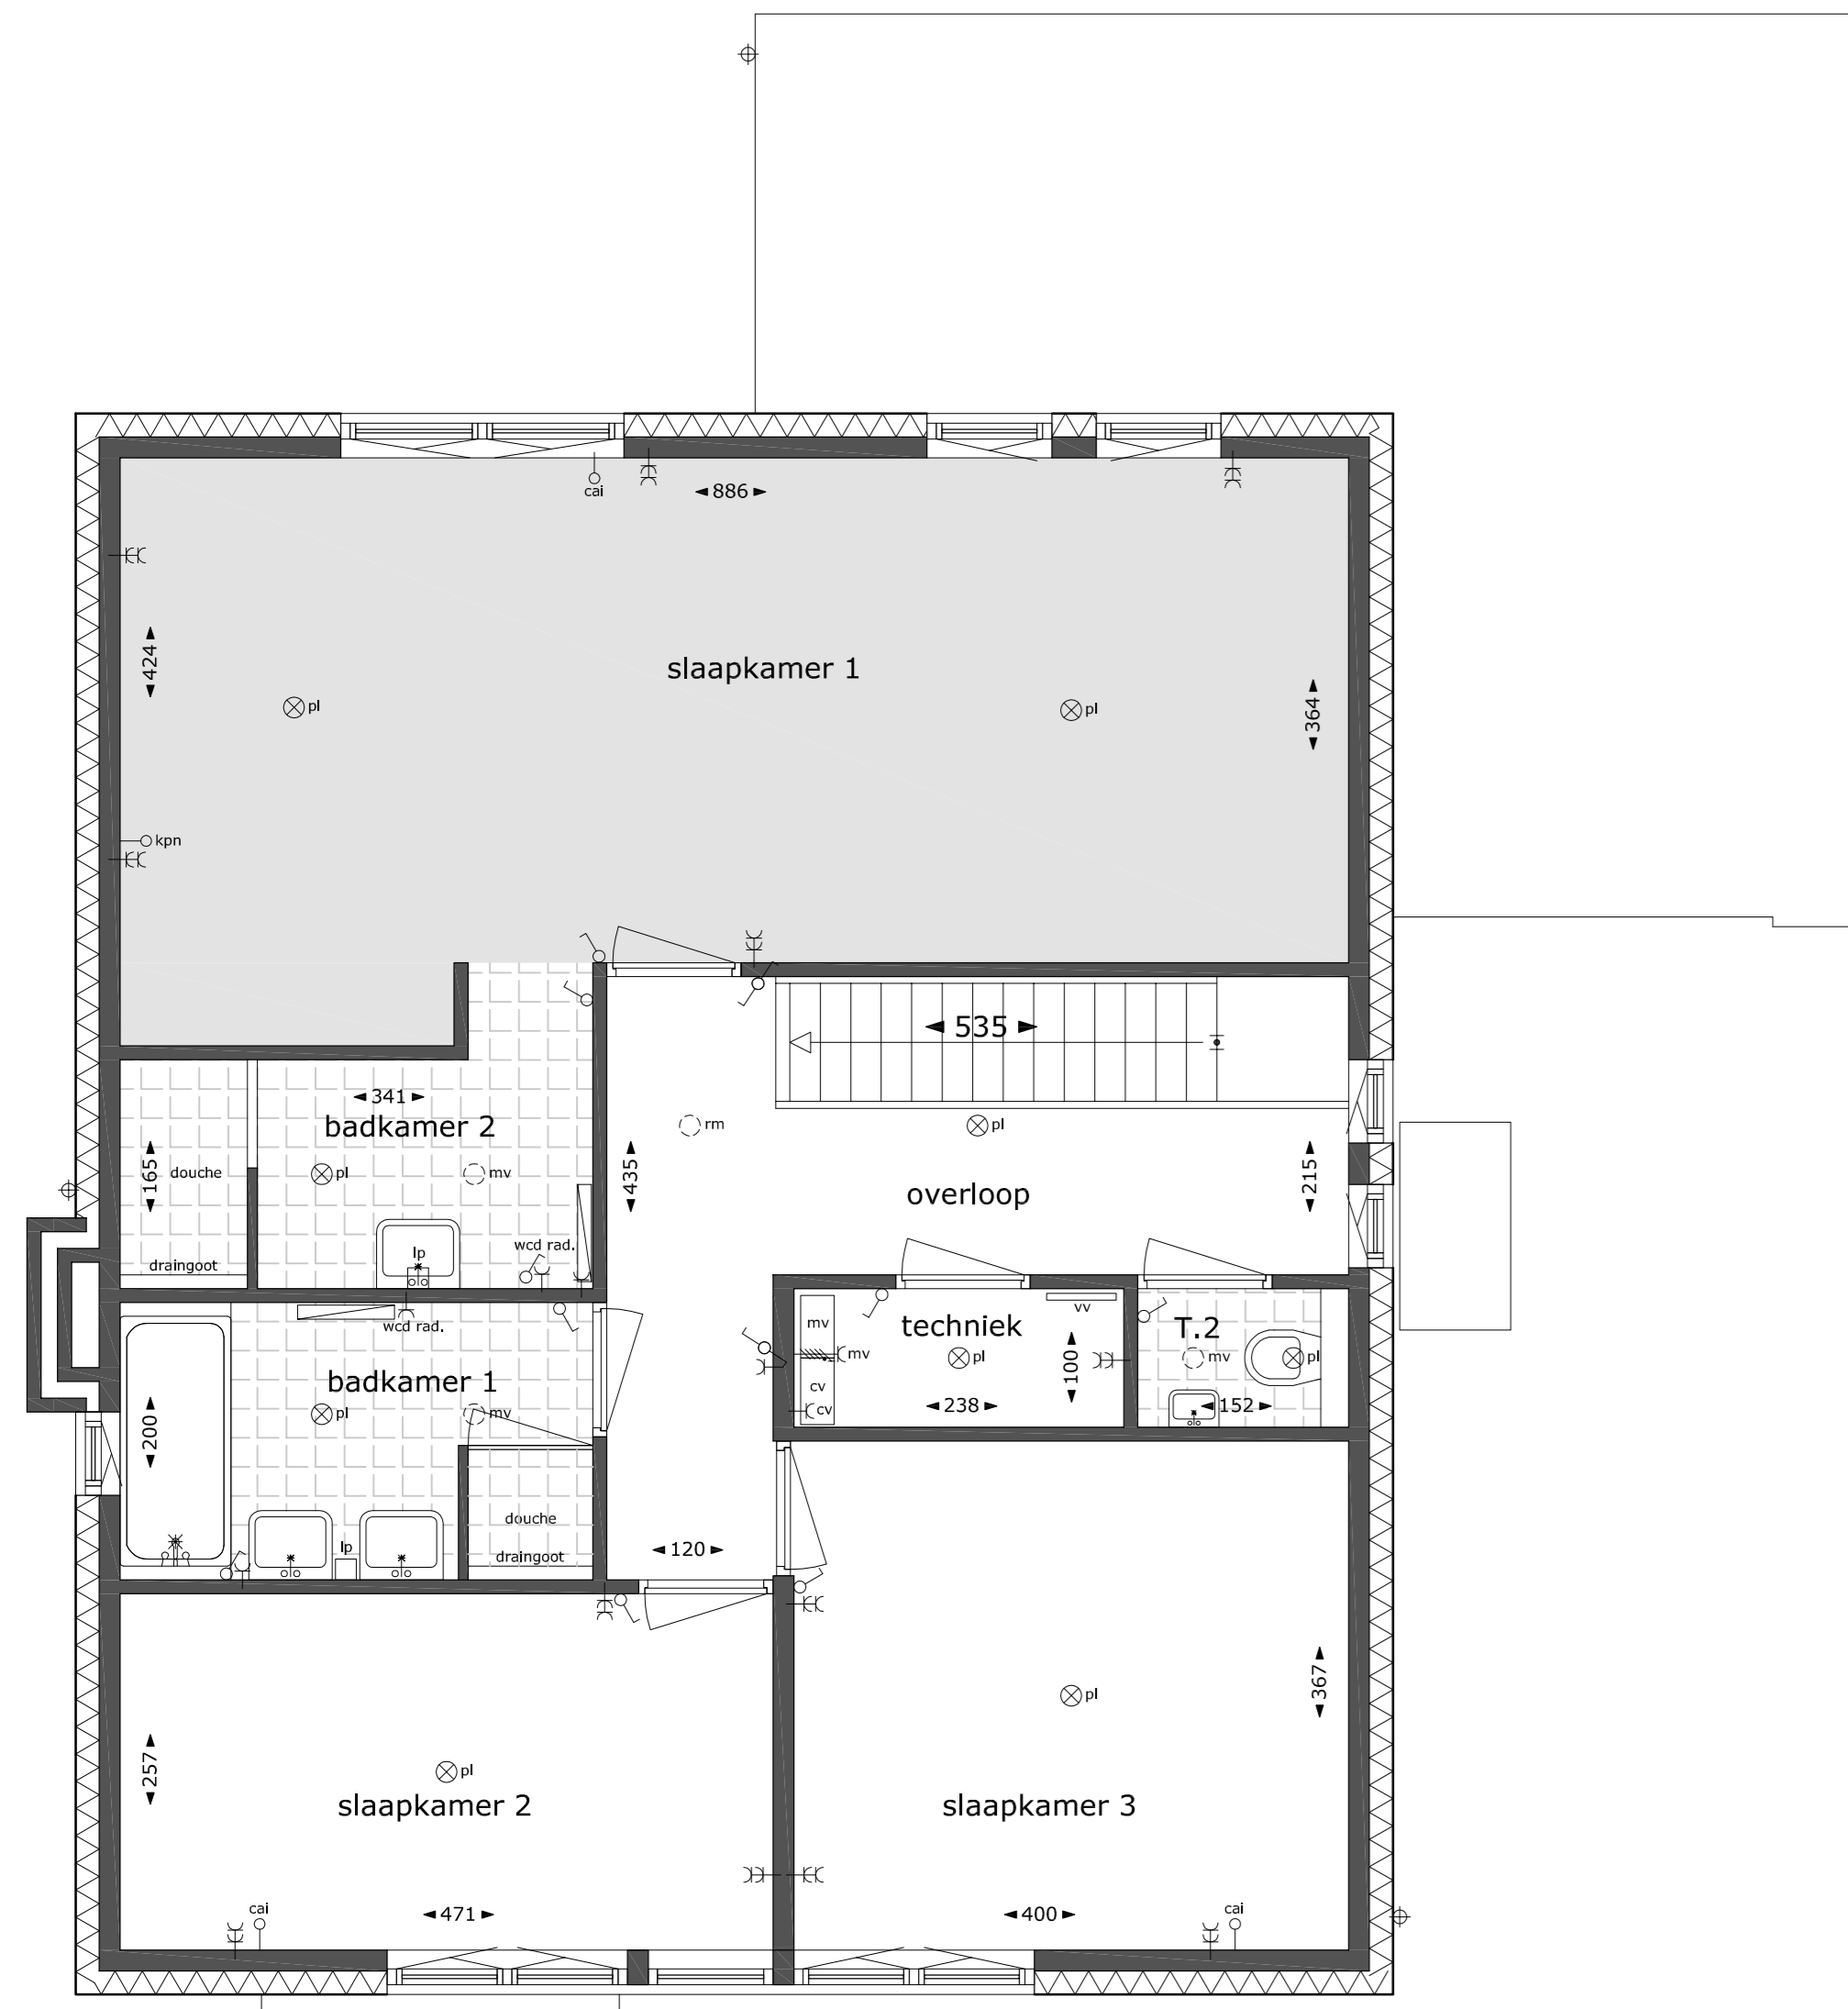 cai
886
424
slaapkamer 1
pl
pl
364
kpn
535
341
badkamer 2
rm
pl
165
douche
pl
mv
435
215
overloop
wcd rad.
lp
draingoot
wcd rad.
vv
mv
techniek
T.2
mv
pl
100
mv
pl
badkamer 1
cv
cv
238
152
200
pl
mv
douche
lp
draingoot
120
367
pl
257
pl
slaapkamer 2
slaapkamer 3
cai
471
400
cai